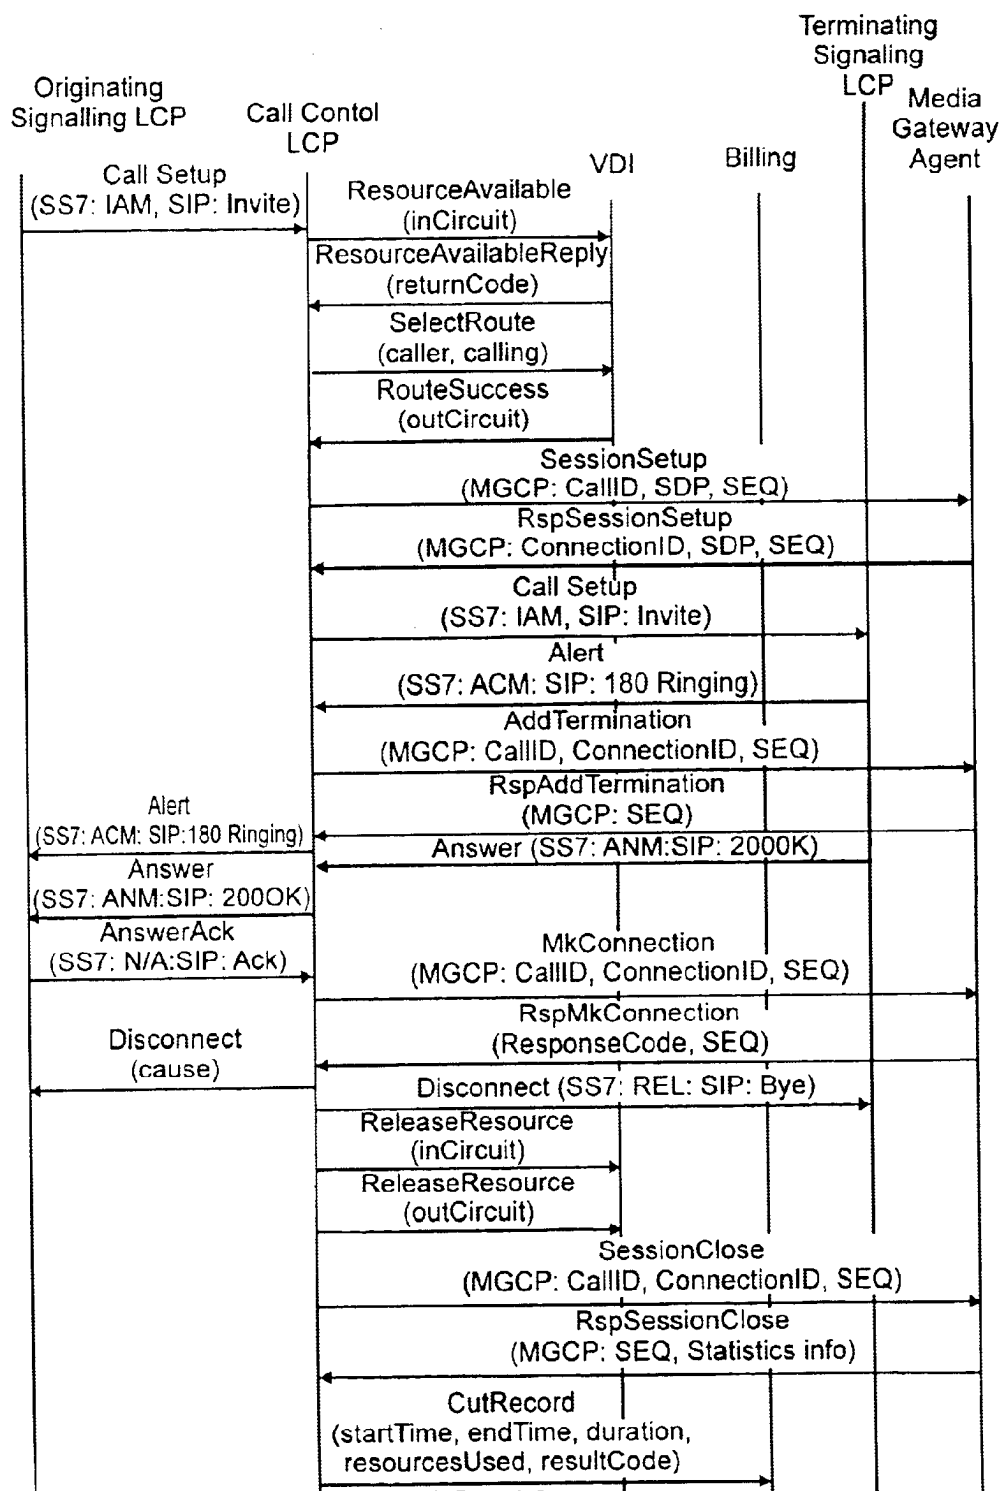 Terminating
Signaling
LCP
Originating
Signalling LCP
Call Contol
LCP
VDI
Billing
Media
Gateway
Agent
Call Setup
(SS7: IAM, SIP: Invite)
ResourceAvailable
(inCircuit)
ResourceAvailableReply
(returnCode)
SelectRoute
(caller, calling)
RouteSuccess
(outCircuit)
SessionSetup
(MGCP: CallID, SDP, SEQ)
RspSessionSetup
(MGCP: ConnectionID, SDP, SEQ)
Call Setup
(SS7: IAM, SIP: Invite)
Alert
(SS7: ACM: SIP: 180 Ringing)
AddTermination
(MGCP: CallID, ConnectionID, SEQ)
RspAddTermination
(MGCP: SEQ)
Alert
(SS7: ACM: SIP:180 Ringing)
Answer (SS7: ANM:SIP: 2000K)
Answer
(SS7: ANM:SIP: 200OK)
AnswerAck
(SS7: N/A:SIP: Ack)
MkConnection
(MGCP: CallID, ConnectionID, SEQ)
RspMkConnection
(ResponseCode, SEQ)
Disconnect
(cause)
Disconnect (SS7: REL: SIP: Bye)
ReleaseResource
(inCircuit)
ReleaseResource
(outCircuit)
SessionClose
(MGCP: CallID, ConnectionID, SEQ)
RspSessionClose
(MGCP: SEQ, Statistics info)
CutRecord
(startTime, endTime, duration,
resourcesUsed, resultCode)